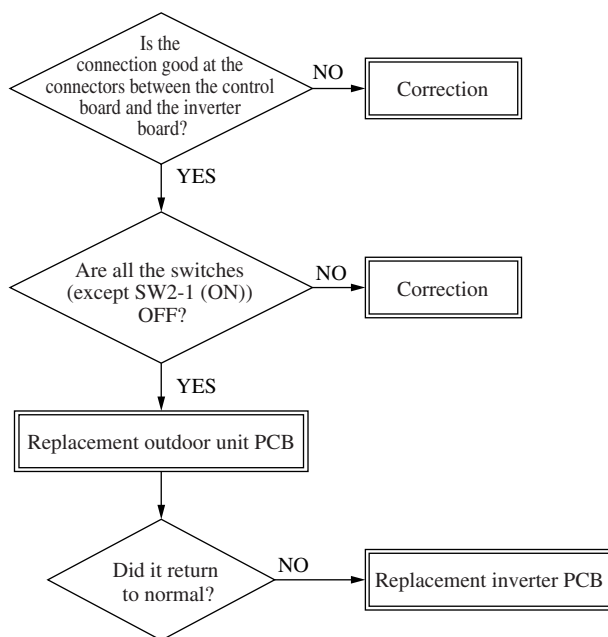 Is the
connection good at the
connectors between the control
board and the inverter
board?
NO
Correction
YES
Are all the switches
(except SW2-1 (ON))
OFF?
NO
Correction
YES
Replacement outdoor unit PCB
Did it return
to normal?
NO
Replacement inverter PCB